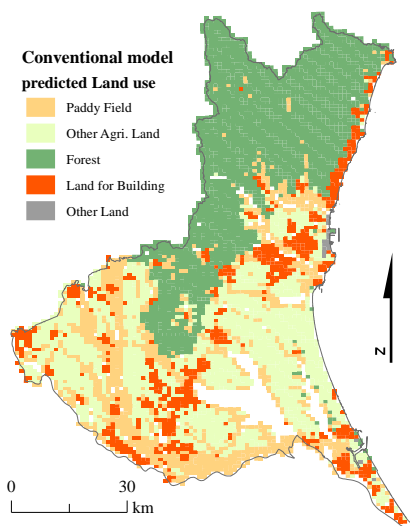 Conventional model
predicted Land use
Paddy Field
Other Agri. Land
Forest
Land for Building
Other Land
N
0 30
km